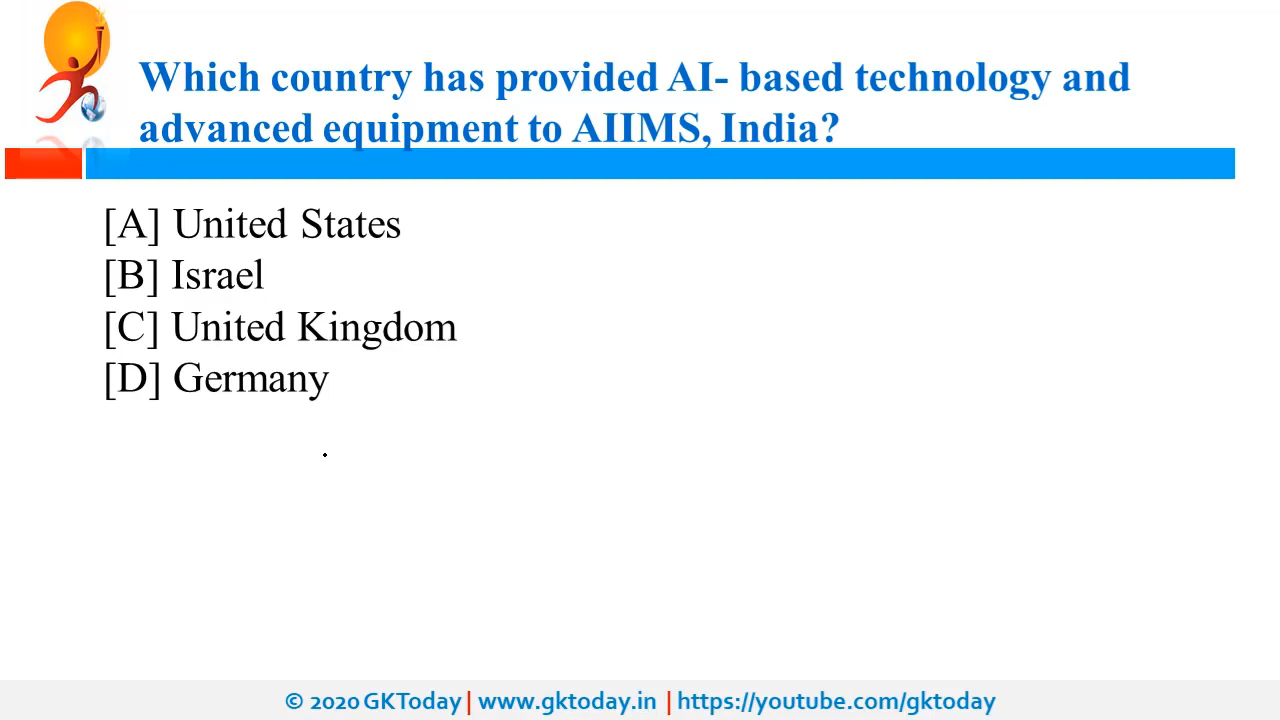 Which country has provided AI- based technology and
advanced equipment to AIIMS, India?
[A] United States
[B] Israel
[C] United Kingdom
[D] Germany
© 2020 GKToday | www.gktoday.in | https://youtube.com/gktoday